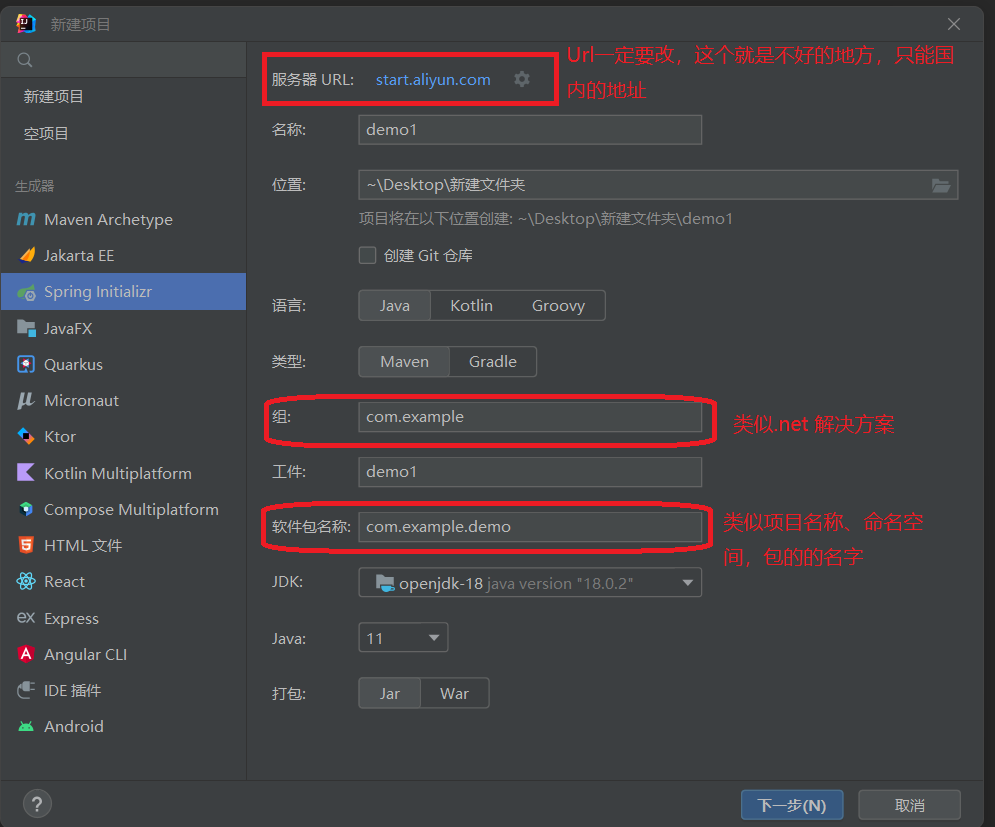 新建项目
服务器 URL: start.aliyun.com
Url一定要改，这个就是不好的地方，只能国
内的地址
新建项目
空项目
名称: demo1
位置: ~\Desktop\新建文件夹
项目将在以下位置创建: ~\Desktop\新建文件夹\demo1
创建 Git 仓库
生成器
Maven Archetype
Jakarta EE
Spring Initializr
JavaFX
Quarkus
Micronaut
Ktor
Kotlin Multiplatform
Compose Multiplatform
HTML 文件
React
Express
Angular CLI
IDE 插件
Android
语言: Java Kotlin Groovy
类型: Maven Gradle
组: com.example
类似.net 解决方案
工件: demo1
软件包名称: com.example.demo
类似项目名称、命名空
间，包的的名字
JDK: openjdk-18 java version "18.0.2"
Java: 11
打包: Jar War
?
下一步(N)
取消